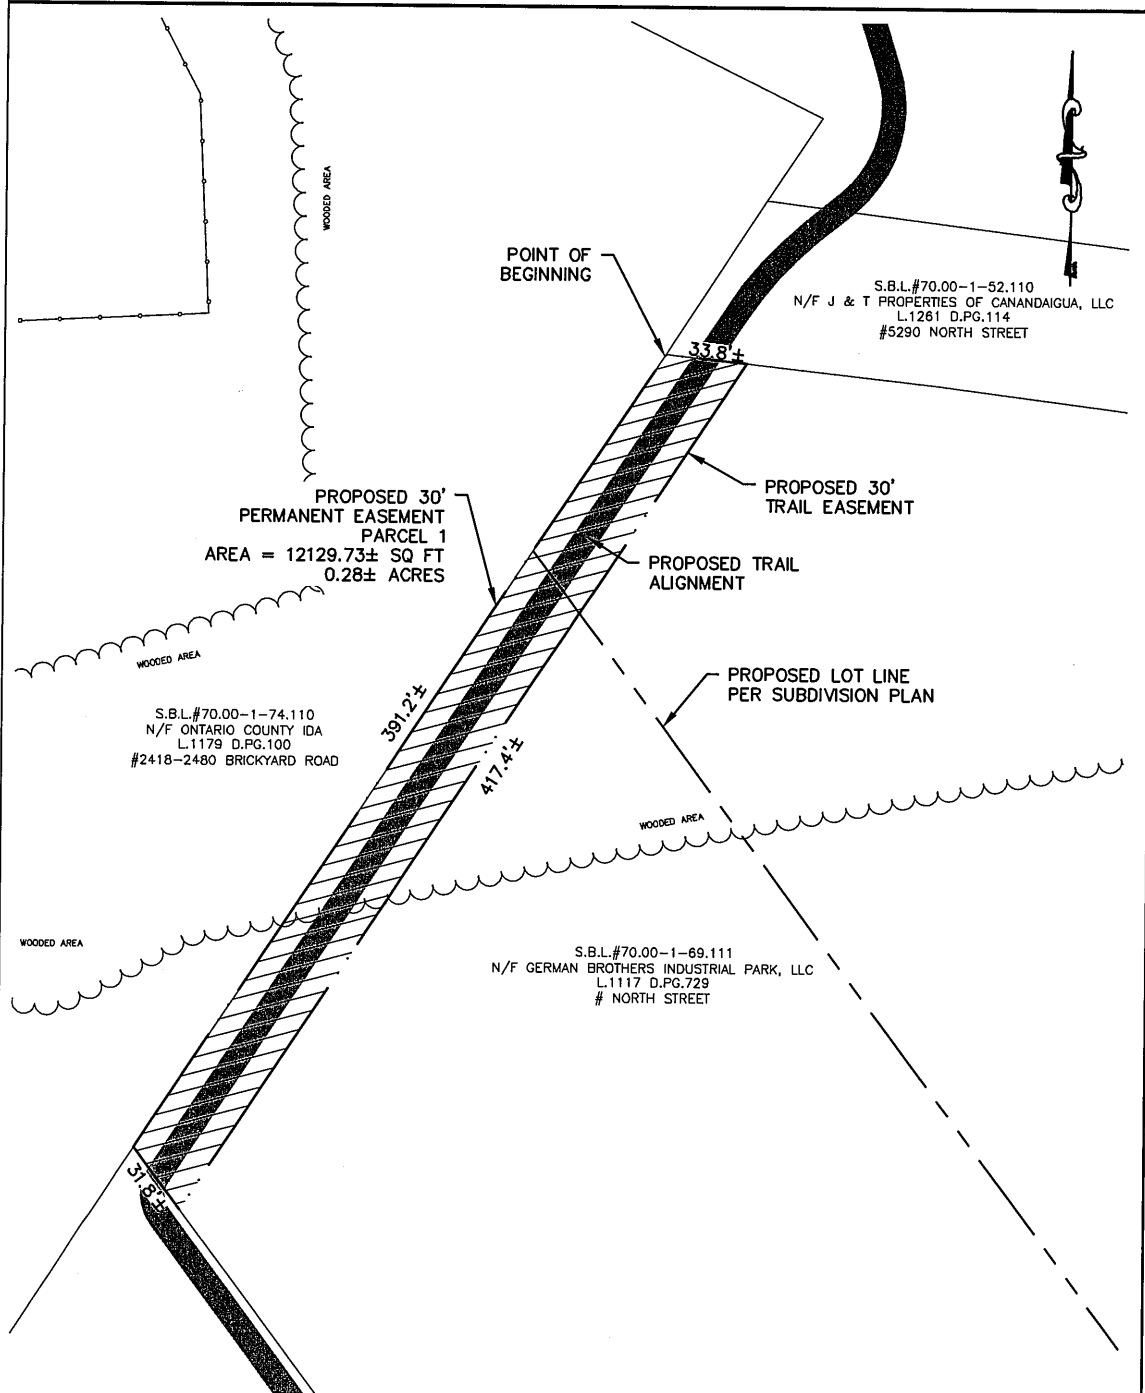 WOODED AREA
POINT OF
BEGINNING
S.B.L.#70.00-1-52.110
N/F J & T PROPERTIES OF CANANDAIGUA, LLC
L.1261 D.PG.114
#5290 NORTH STREET
33.8'±
PROPOSED 30'
PERMANENT EASEMENT
PARCEL 1
AREA = 12129.73± SQ FT
0.28± ACRES
PROPOSED 30'
TRAIL EASEMENT
PROPOSED TRAIL
ALIGNMENT
WOODED AREA
PROPOSED LOT LINE
PER SUBDIVISION PLAN
S.B.L.#70.00-1-74.110
N/F ONTARIO COUNTY IDA
L.1179 D.PG.100
#2418-2480 BRICKYARD ROAD
391.2'±
417.4'±
WOODED AREA
WOODED AREA
S.B.L.#70.00-1-69.111
N/F GERMAN BROTHERS INDUSTRIAL PARK, LLC
L.1117 D.PG.729
# NORTH STREET
31.8'±